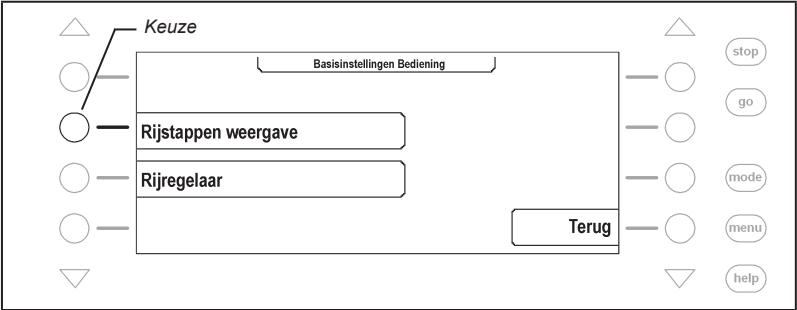 Keuze
Basisinstellingen Bediening
stop
go
Rijstappen weergave
Rijregelaar
mode
Terug
menu
help